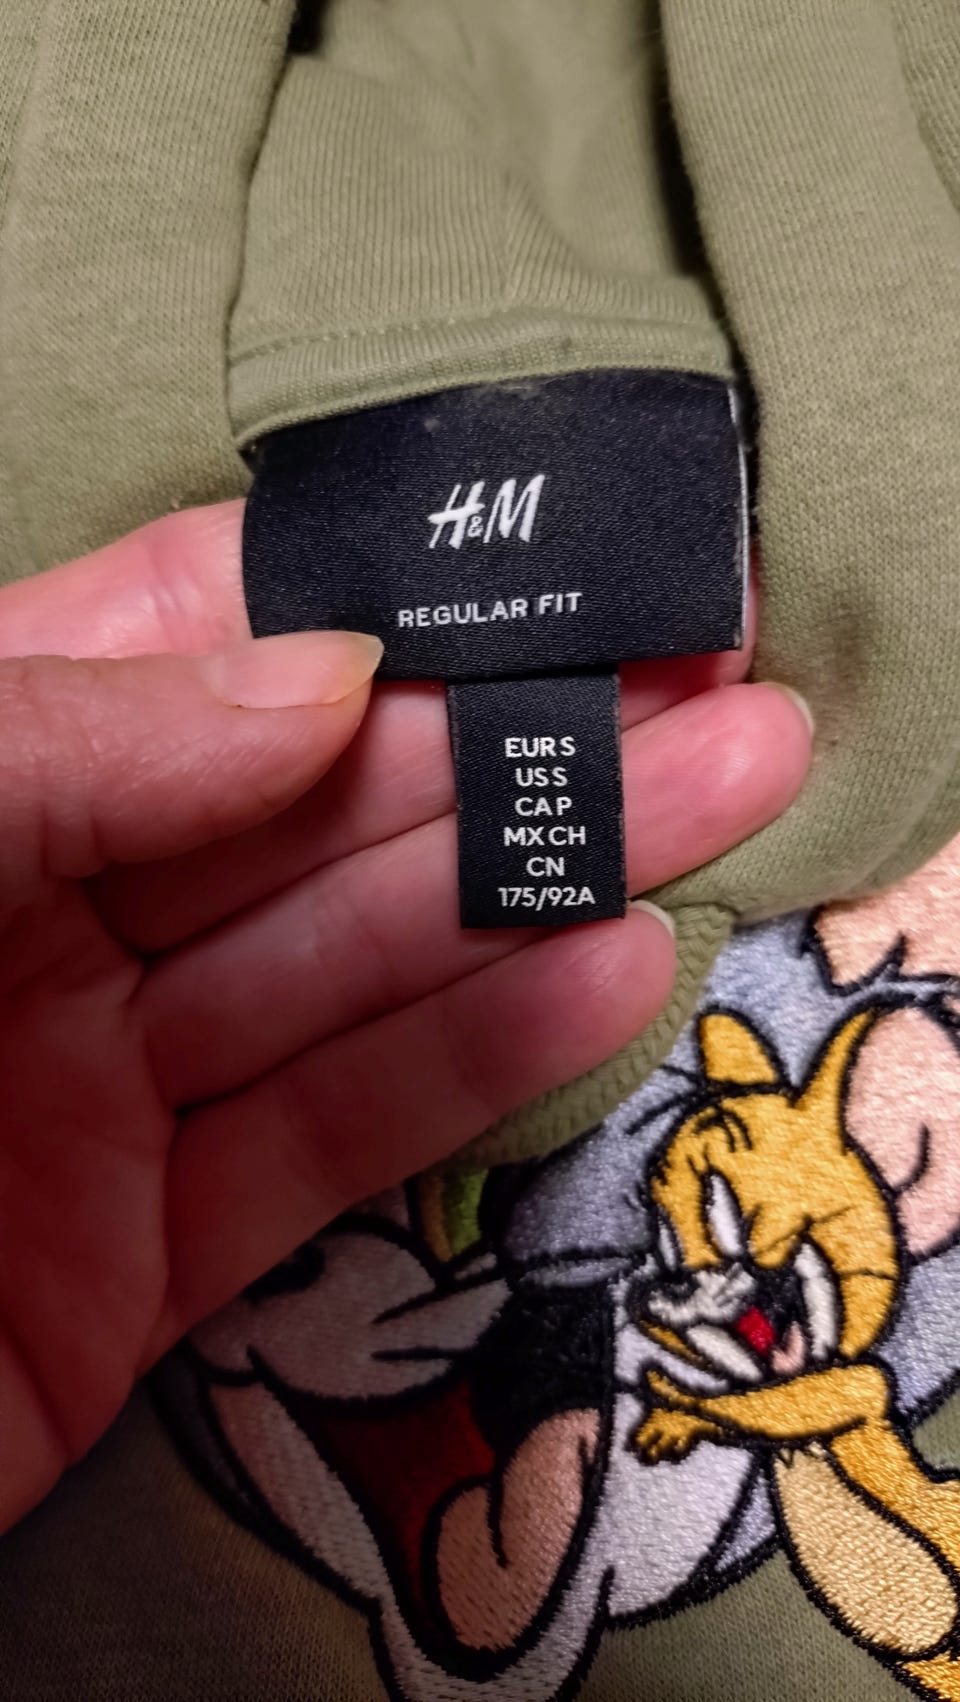 H&M
REGULAR FIT
EUR S
US S
CA P
MX CH
CN
175/92A